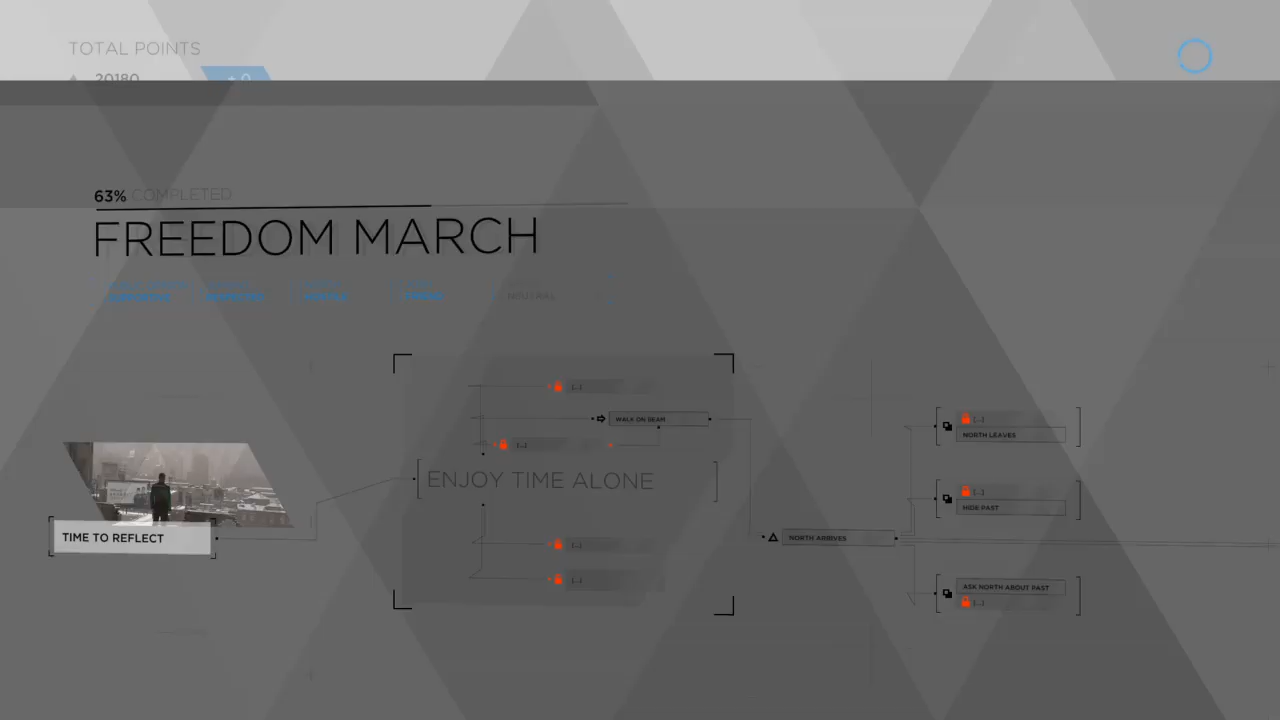 TOTAL POINTS
20180
63% COMPLETED
FREEDOM MARCH
NEUTRAL
[...]
WALK ON BEAM
[...]
ENJOY TIME ALONE
[...]
[...]
TIME TO REFLECT
NORTH ARRIVES
[...]
NORTH LEAVES
[...]
HIDE PAST
ASK NORTH ABOUT PAST
[...]